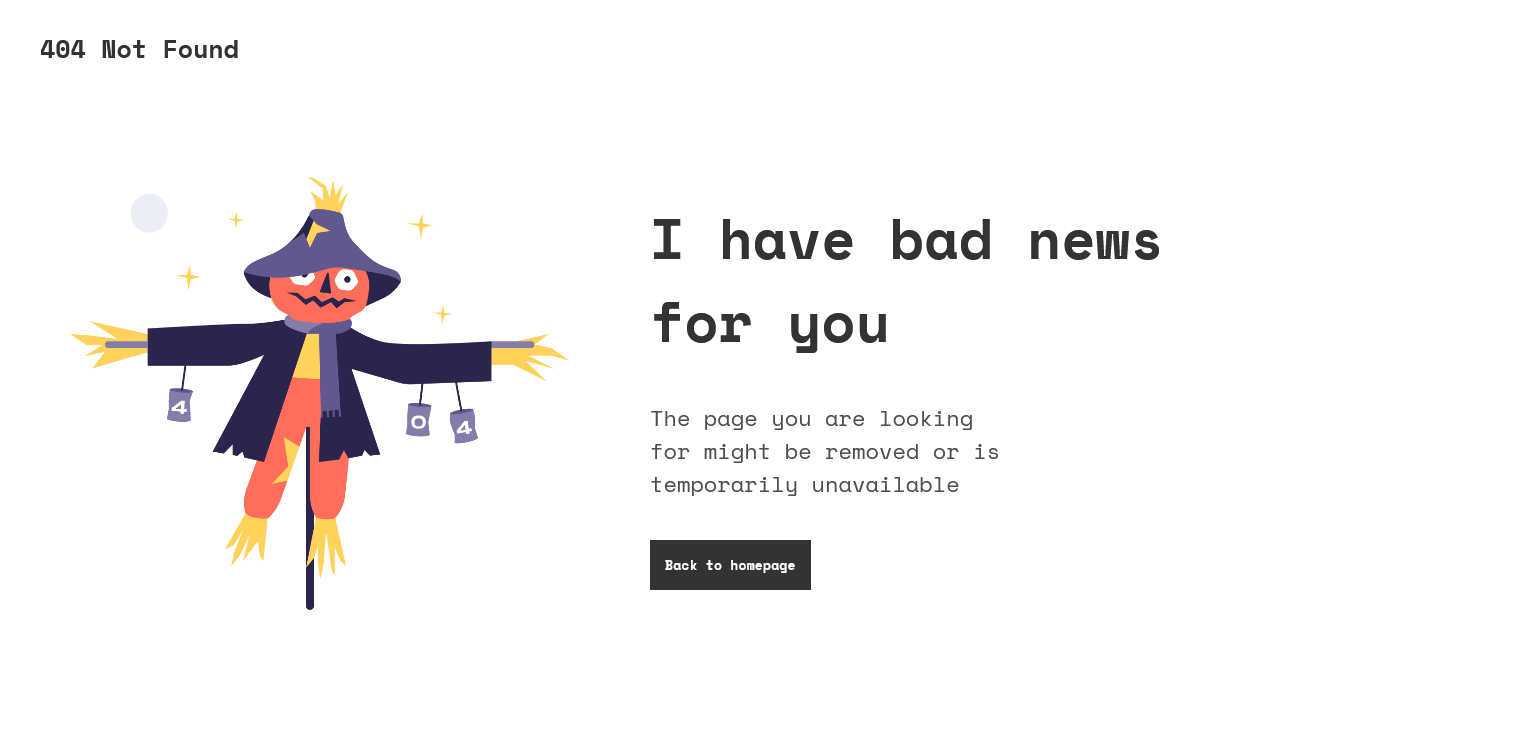 404 Not Found
I have bad news
for you
4
0
4
The page you are looking
for might be removed or is
temporarily unavailable
Back to homepage